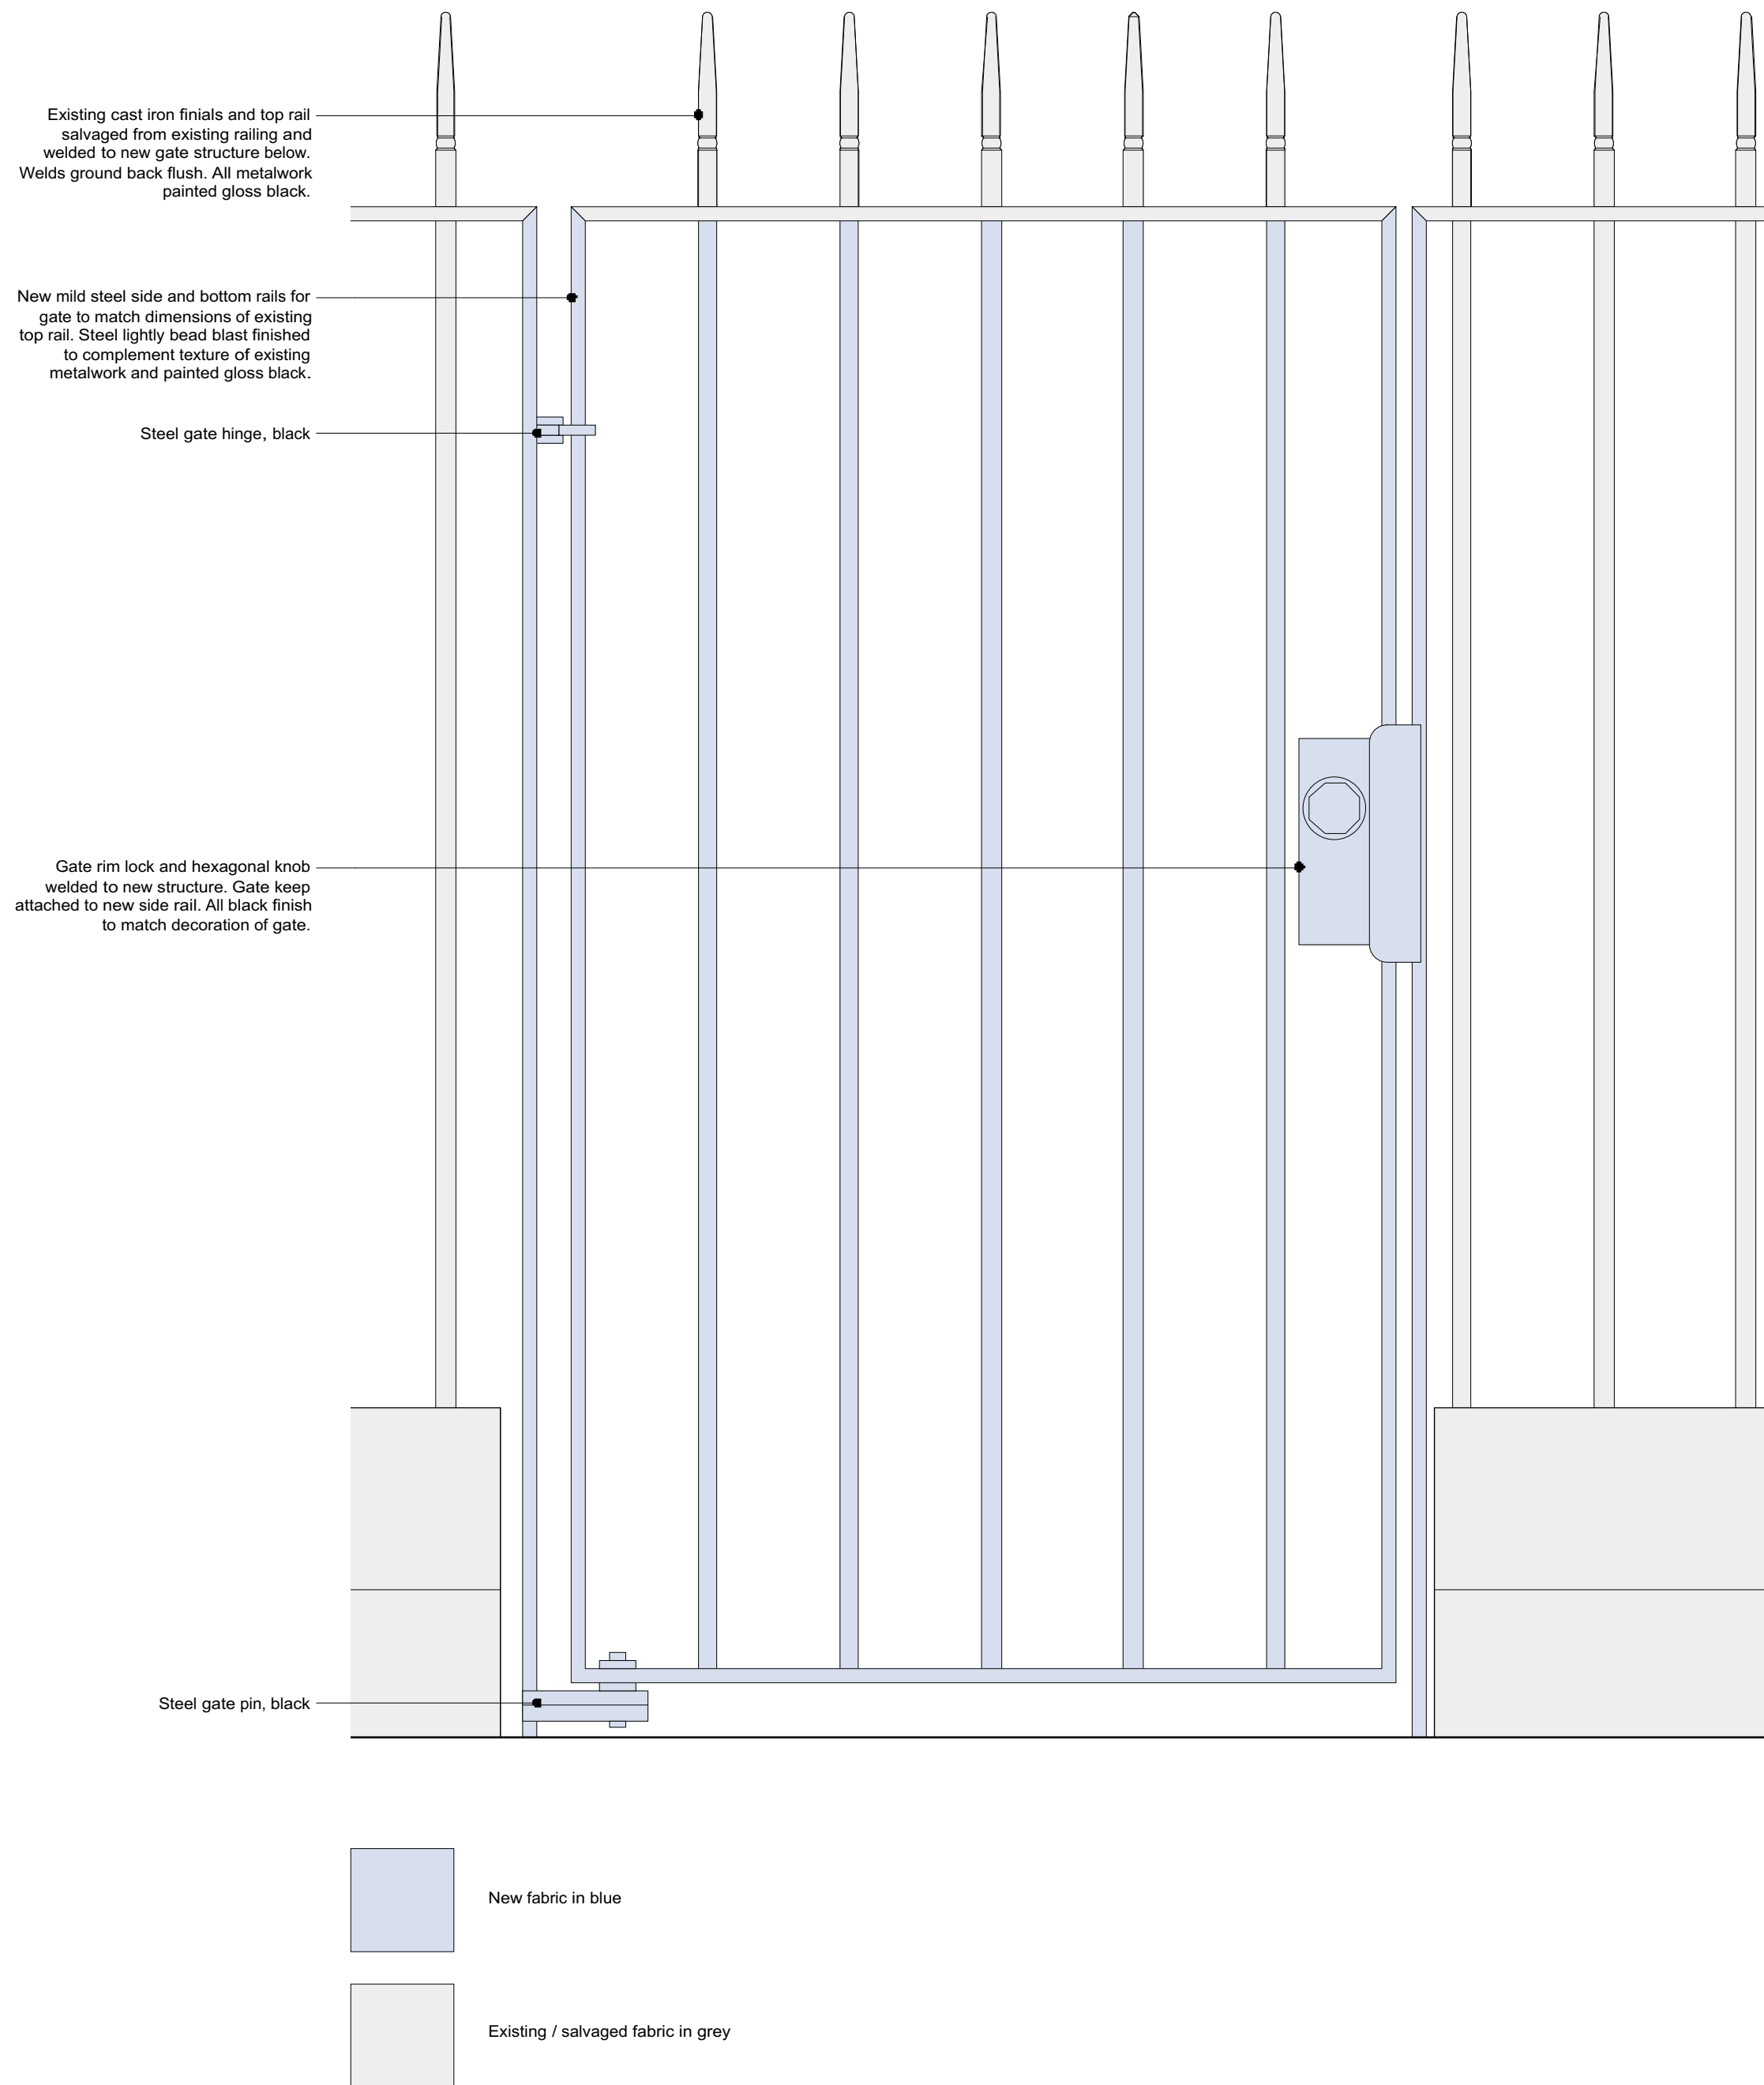 Existing cast iron finials and top rail
salvaged from existing railing and
welded to new gate structure below.
Welds ground back flush. All metalwork
painted gloss black.
New mild steel side and bottom rails for
gate to match dimensions of existing
top rail. Steel lightly bead blast finished
to complement texture of existing
metalwork and painted gloss black.
Steel gate hinge, black
Gate rim lock and hexagonal knob
welded to new structure. Gate keep
attached to new side rail. All black finish
to match decoration of gate.
Steel gate pin, black
New fabric in blue
Existing / salvaged fabric in grey